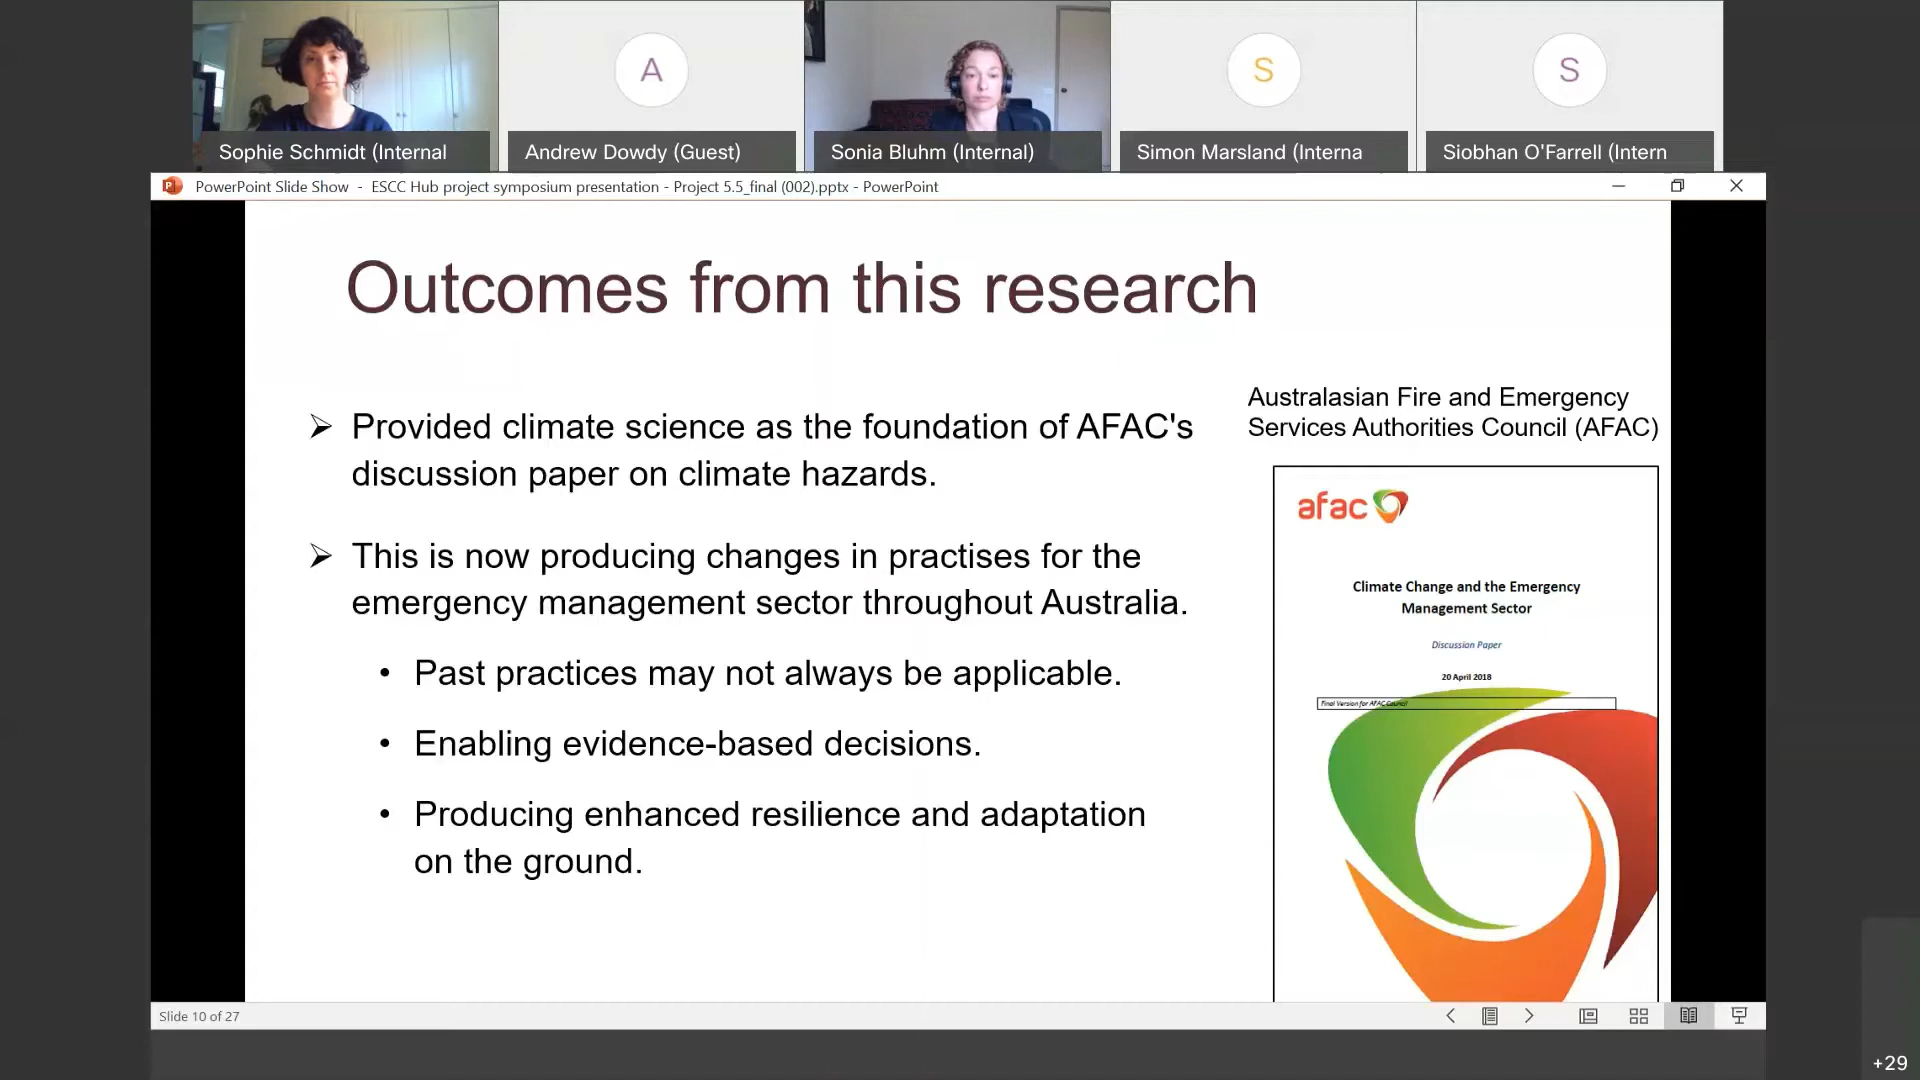 A
S
S
Sophie Schmidt (Internal
Andrew Dowdy (Guest)
Sonia Bluhm (Internal)
Simon Marsland (Interna
Siobhan O'Farrell (Intern
PowerPoint Slide Show - ESCC Hub project symposium presentation - Project 5.5_final (002).pptx - PowerPoint
Outcomes from this research
Provided climate science as the foundation of AFAC's
discussion paper on climate hazards.
This is now producing changes in practises for the
emergency management sector throughout Australia.
• Past practices may not always be applicable.
• Enabling evidence-based decisions.
• Producing enhanced resilience and adaptation
on the ground.
Australasian Fire and Emergency
Services Authorities Council (AFAC)
afac
Climate Change and the Emergency
Management Sector
Discussion Paper
20 April 2018
Final Version for AFAC Council
Slide 10 of 27
+29